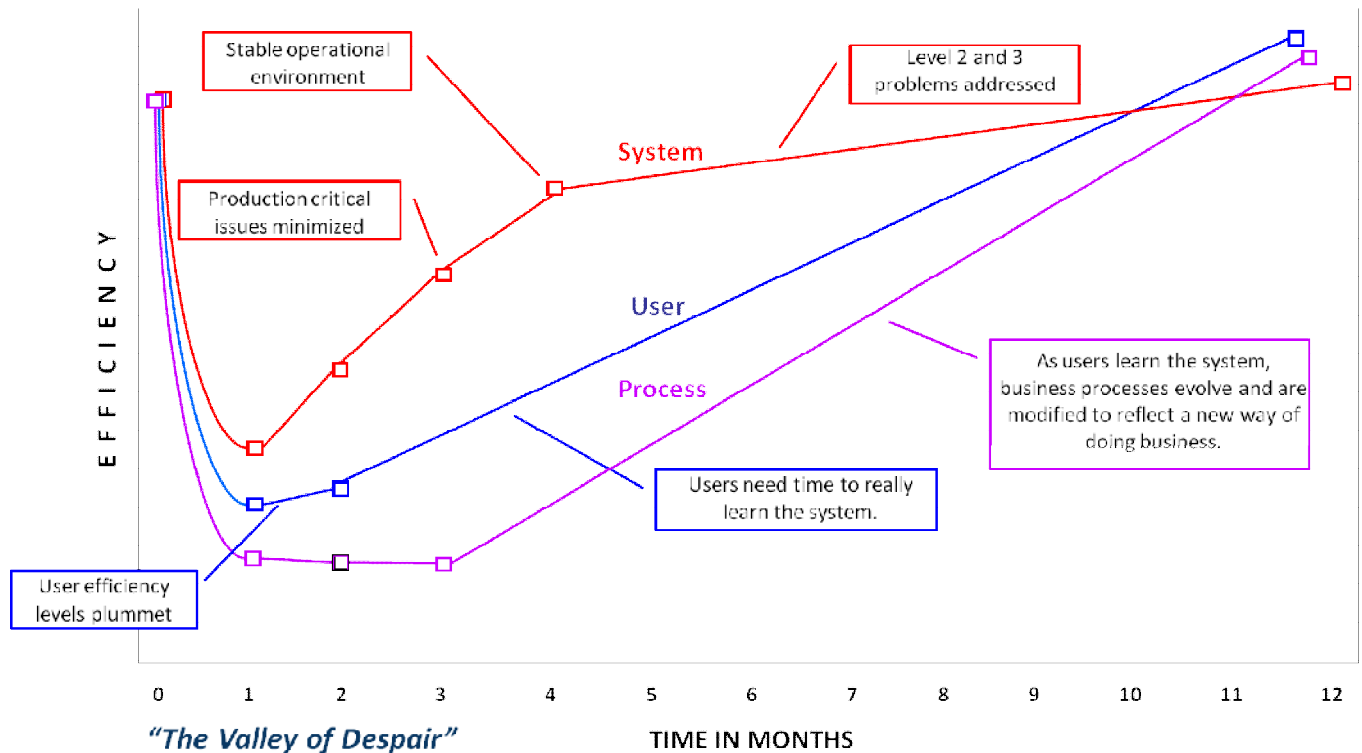 Stable operational
environment
Level 2 and 3
problems addressed
System
Production critical
issues minimized
EFFICIENCY
User
Process
As users learn the system,
business processes evolve and are
modified to reflect a new way of
doing business.
Users need time to really
learn the system.
User efficiency
levels plummet
0 1 2 3 4 5 6 7 8 9 10 11 12
“The Valley of Despair” TIME IN MONTHS